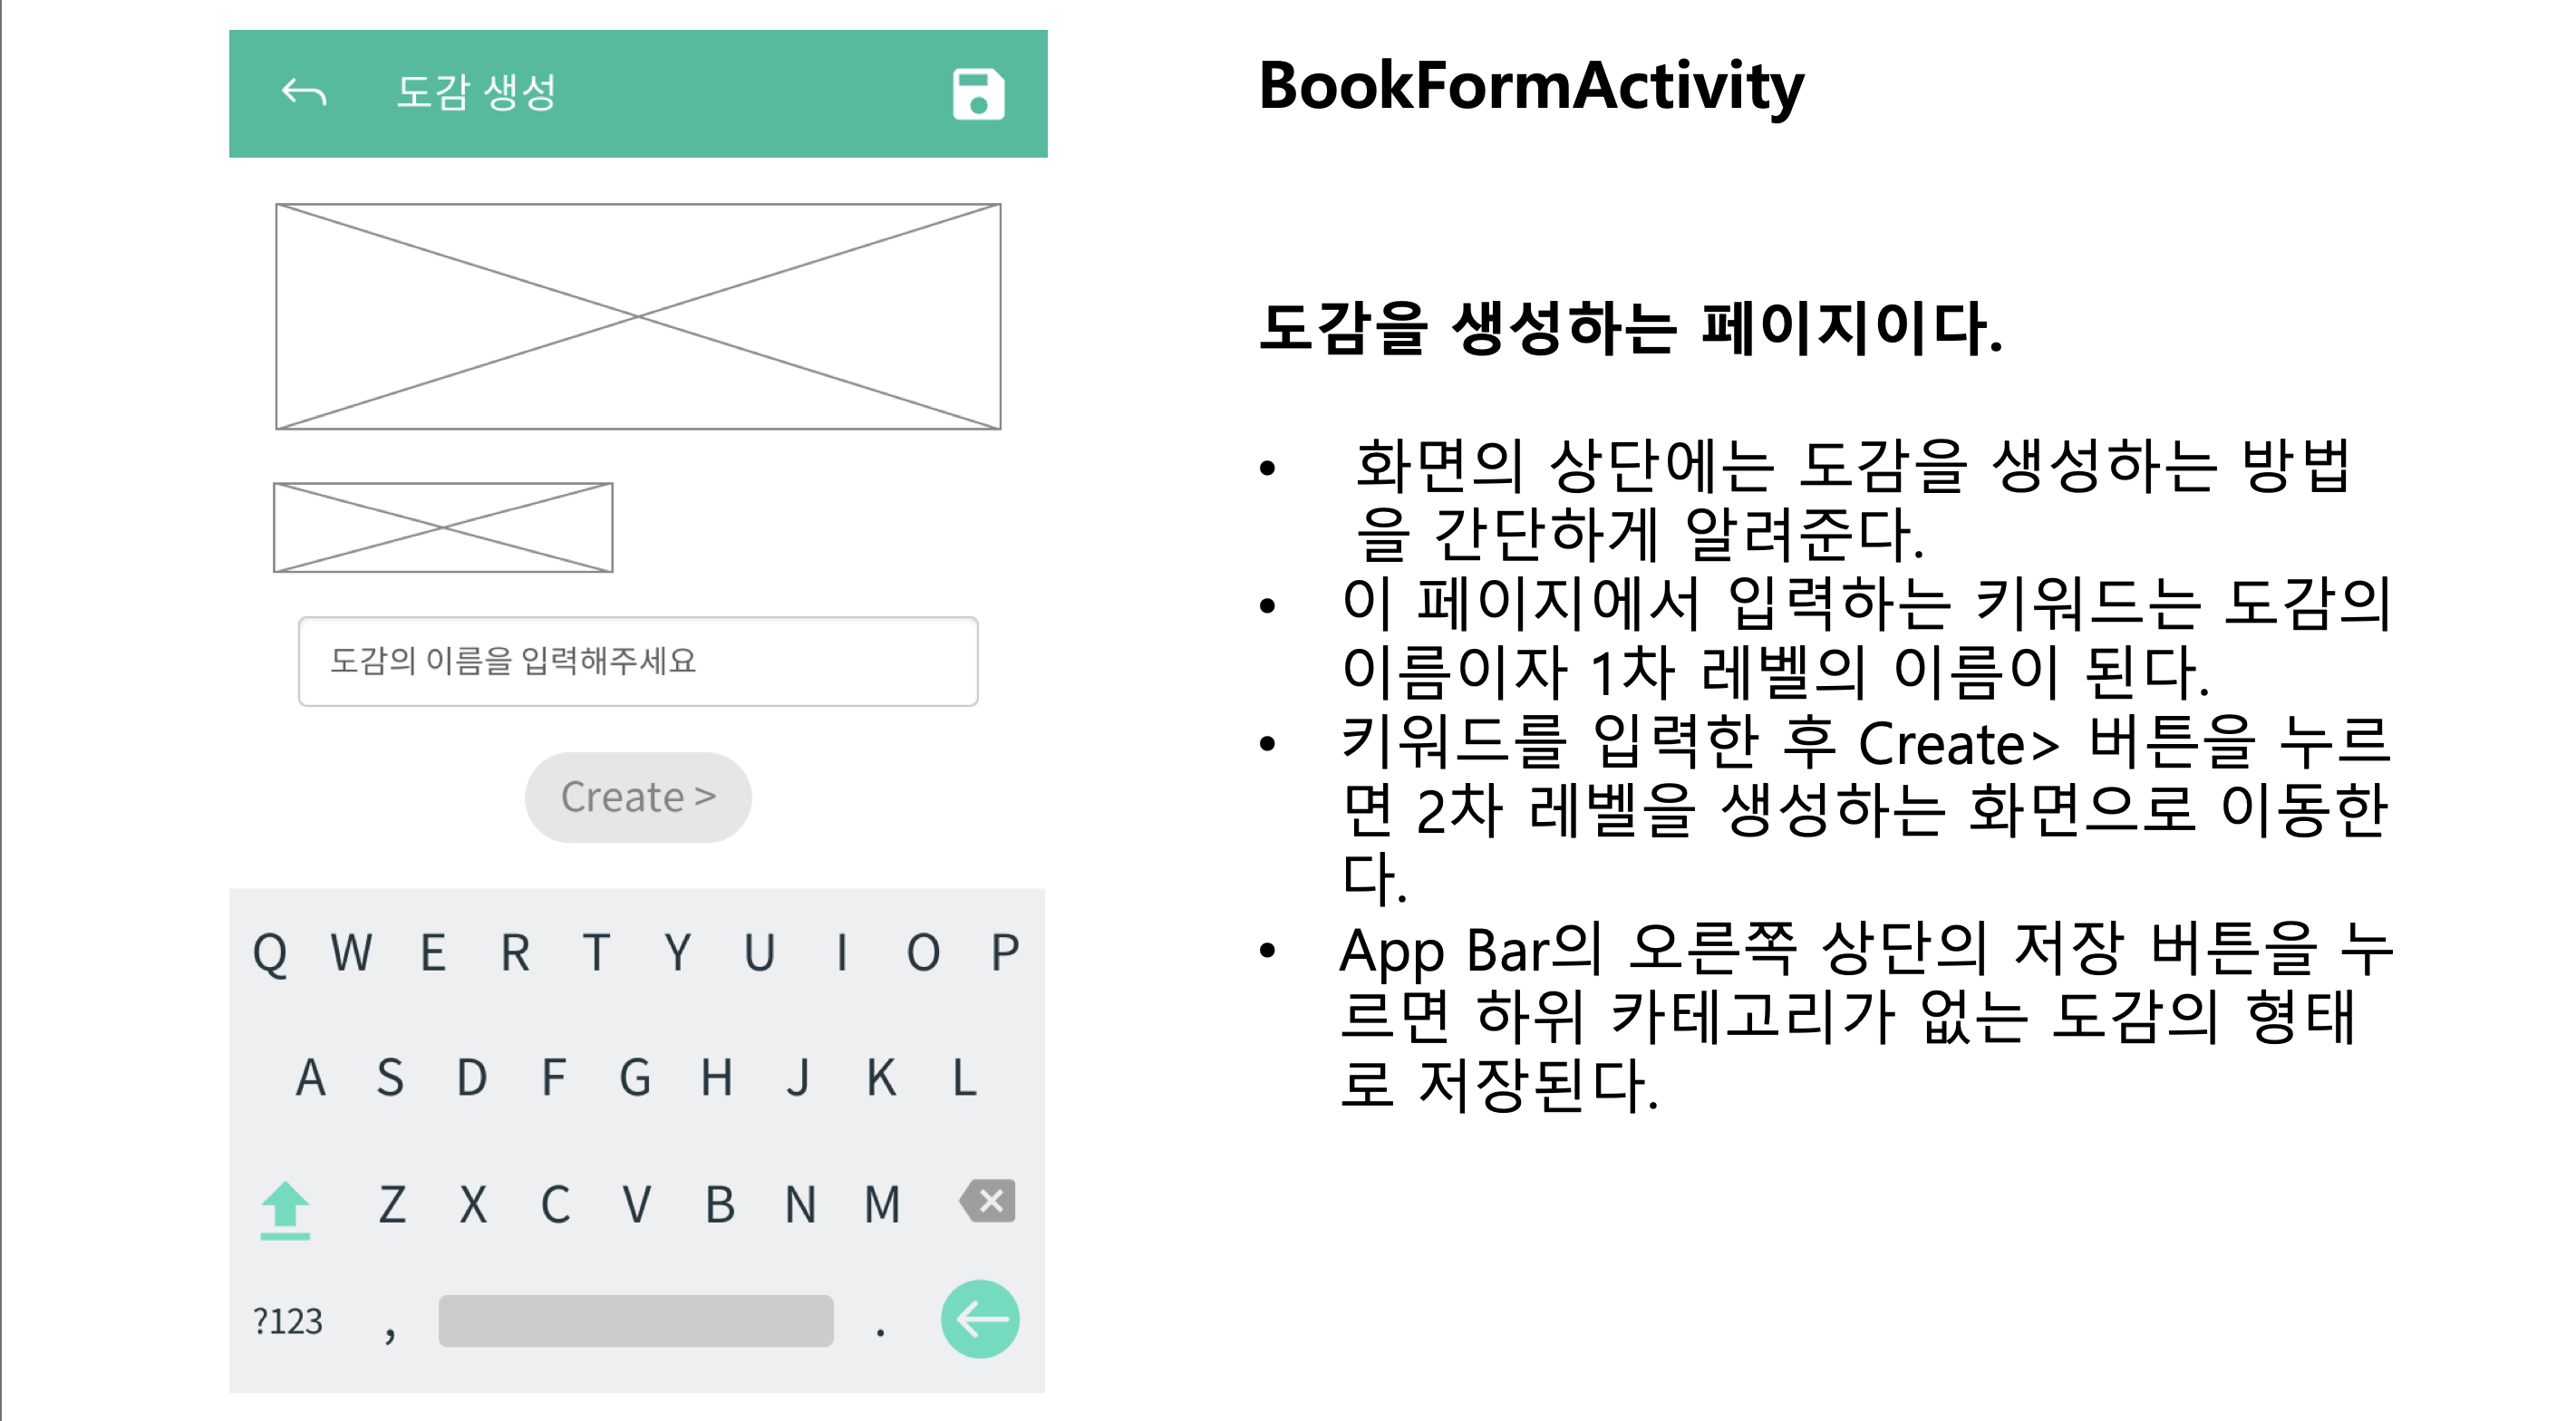 도감 생성
도감의 이름을 입력해주세요
Create >
Q W E R T Y U I O P
A S D F G H J K L
Z X C V B N M
?123 , .
BookFormActivity
도감을 생성하는 페이지이다.
• 화면의 상단에는 도감을 생성하는 방법
을 간단하게 알려준다.
• 이 페이지에서 입력하는 키워드는 도감의
이름이자 1차 레벨의 이름이 된다.
• 키워드를 입력한 후 Create> 버튼을 누르
면 2차 레벨을 생성하는 화면으로 이동한
다.
• App Bar의 오른쪽 상단의 저장 버튼을 누
르면 하위 카테고리가 없는 도감의 형태
로 저장된다.